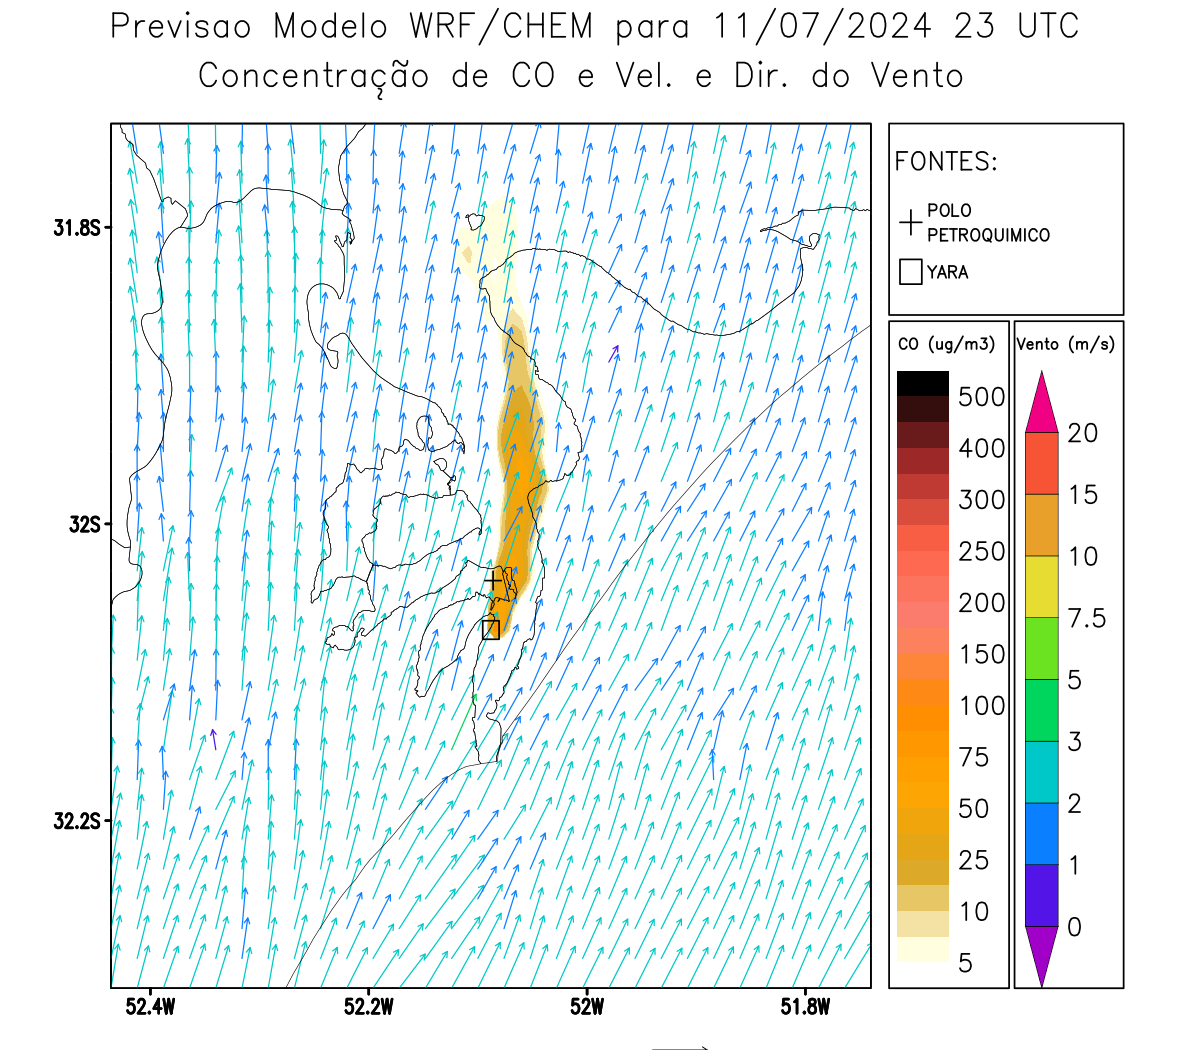 Previsao Modelo WRF/CHEM para 11/07/2024 23 UTC
Concentração de CO e Vel. e Dir. do Vento
FONTES:
POLO
PETROQUIMICO
YARA
CO (ug/m3)
500
400
300
250
200
150
100
75
50
25
10
5
Vento (m/s)
20
15
10
7.5
5
3
2
1
0
31.8S
32S
32.2S
52.4W
52.2W
52W
51.8W